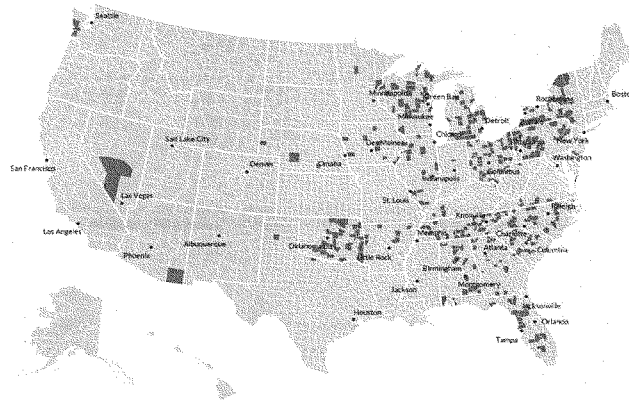 Seattle
Minneapolis
Green Bay
Rochester
Boston
Milwaukee
Detroit
Chicago
New York
Salt Lake City
Des Moines
Omaha
Denver
Columbus
Washington
San Francisco
Indianapolis
St. Louis
Las Vegas
Knoxville
Raleigh
Los Angeles
Albuquerque
Oklahoma City
Charlotte
Phoenix
Little Rock
Atlanta
Columbia
Birmingham
Jackson
Montgomery
Jacksonville
Houston
Orlando
Tampa